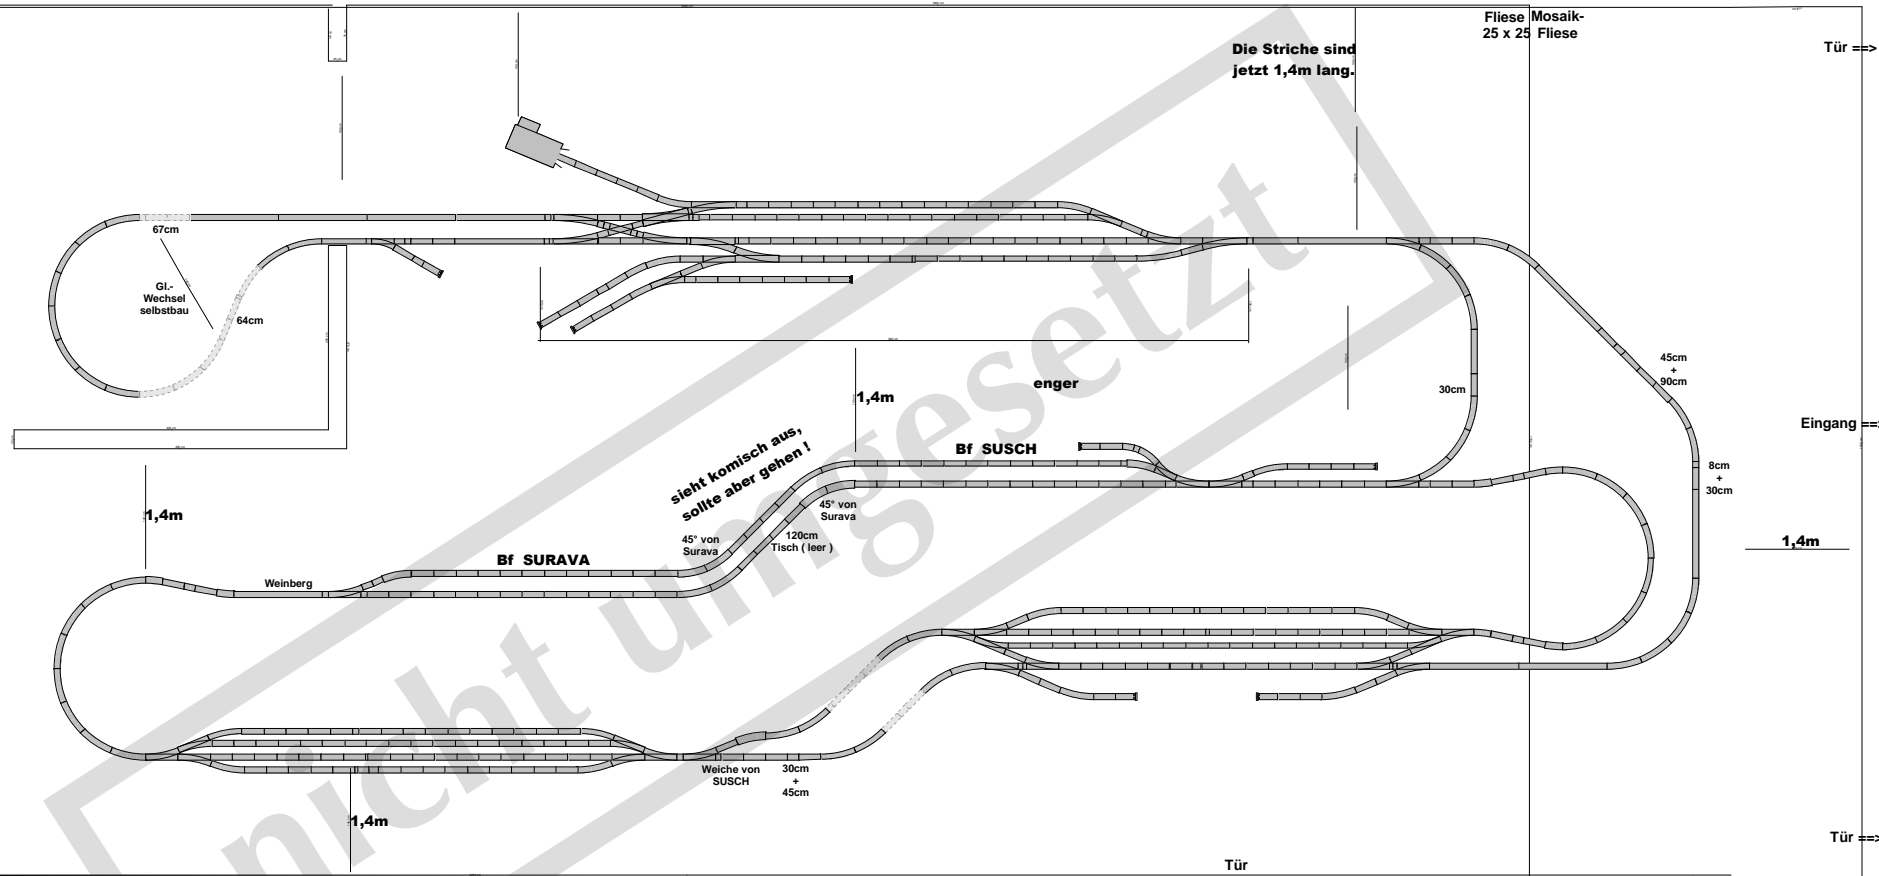 Fliese Mosaik-
25 x 25 Fliese
Die Striche sind
jetzt 1,4m lang.
Tür ==>
67cm
Gl.-
Wechsel
selbstbau
64cm
enger
1,4m
30cm
45cm
+
90cm
Eingang ==>
sieht komisch aus,
sollte aber gehen !
Bf SUSCH
8cm
+
30cm
1,4m
45° von
Surava
45° von
Surava
120cm
Tisch ( leer )
1,4m
Bf SURAVA
Weinberg
Weiche von
SUSCH
30cm
+
45cm
1,4m
Tür ==>
Tür
nicht umgesetzt